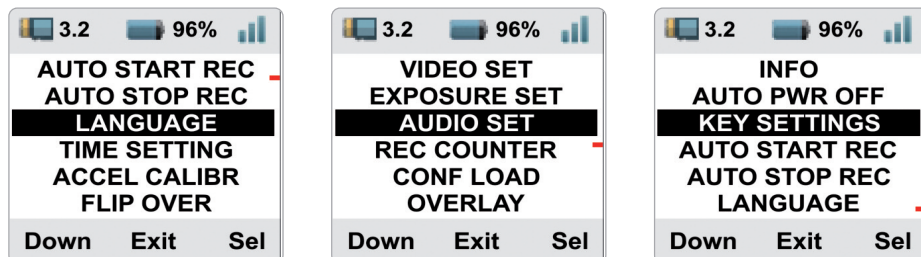 3.2 96%
AUTO START REC
AUTO STOP REC
LANGUAGE
TIME SETTING
ACCEL CALIBR
FLIP OVER
Down Exit Sel
3.2 96%
VIDEO SET
EXPOSURE SET
AUDIO SET
REC COUNTER
CONF LOAD
OVERLAY
Down Exit Sel
3.2 96%
INFO
AUTO PWR OFF
KEY SETTINGS
AUTO START REC
AUTO STOP REC
LANGUAGE
Down Exit Sel